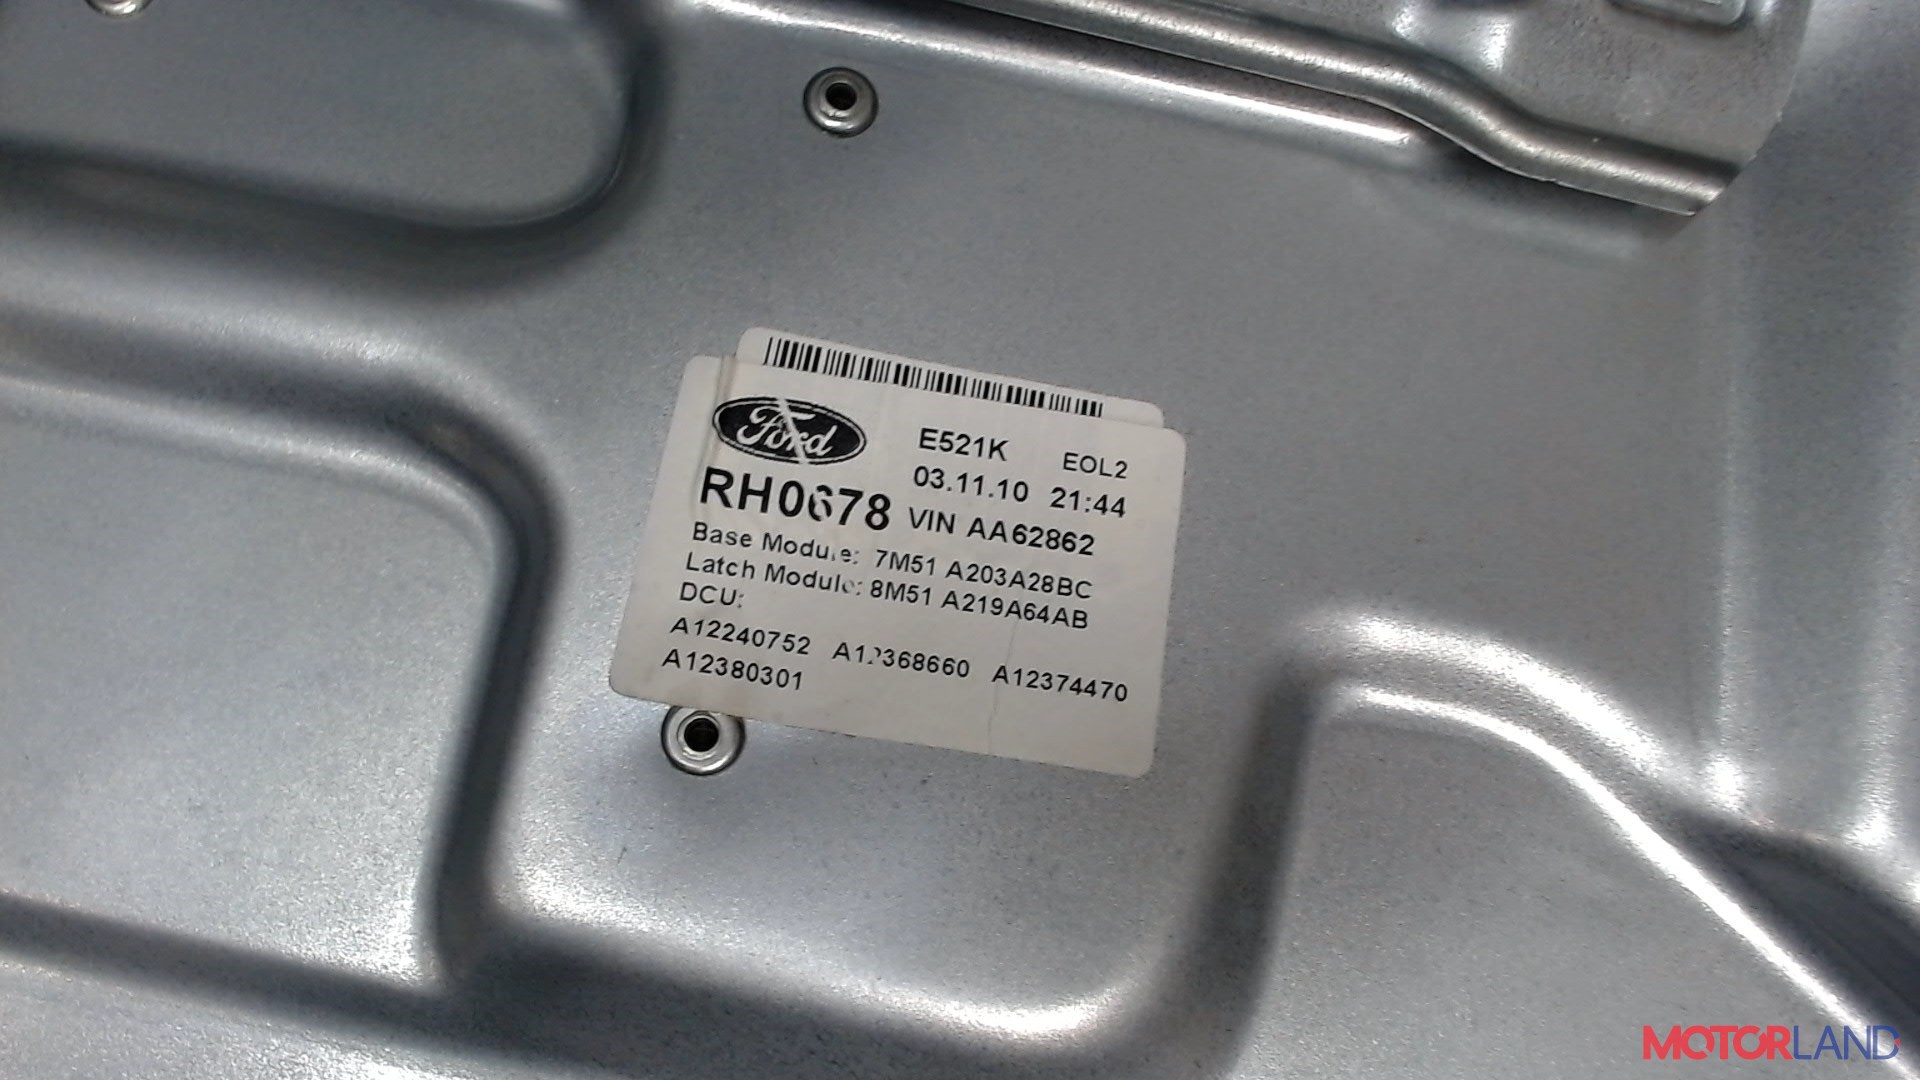 Ford
E521K EOL2
03.11.10 21:44
RH0678 VIN AA62862
Base Module: 7M51 A203A28BC
Latch Module: 8M51 A219A64AB
DCU:
A12240752 A12368660 A12374470
A12380301
MOTORLAND